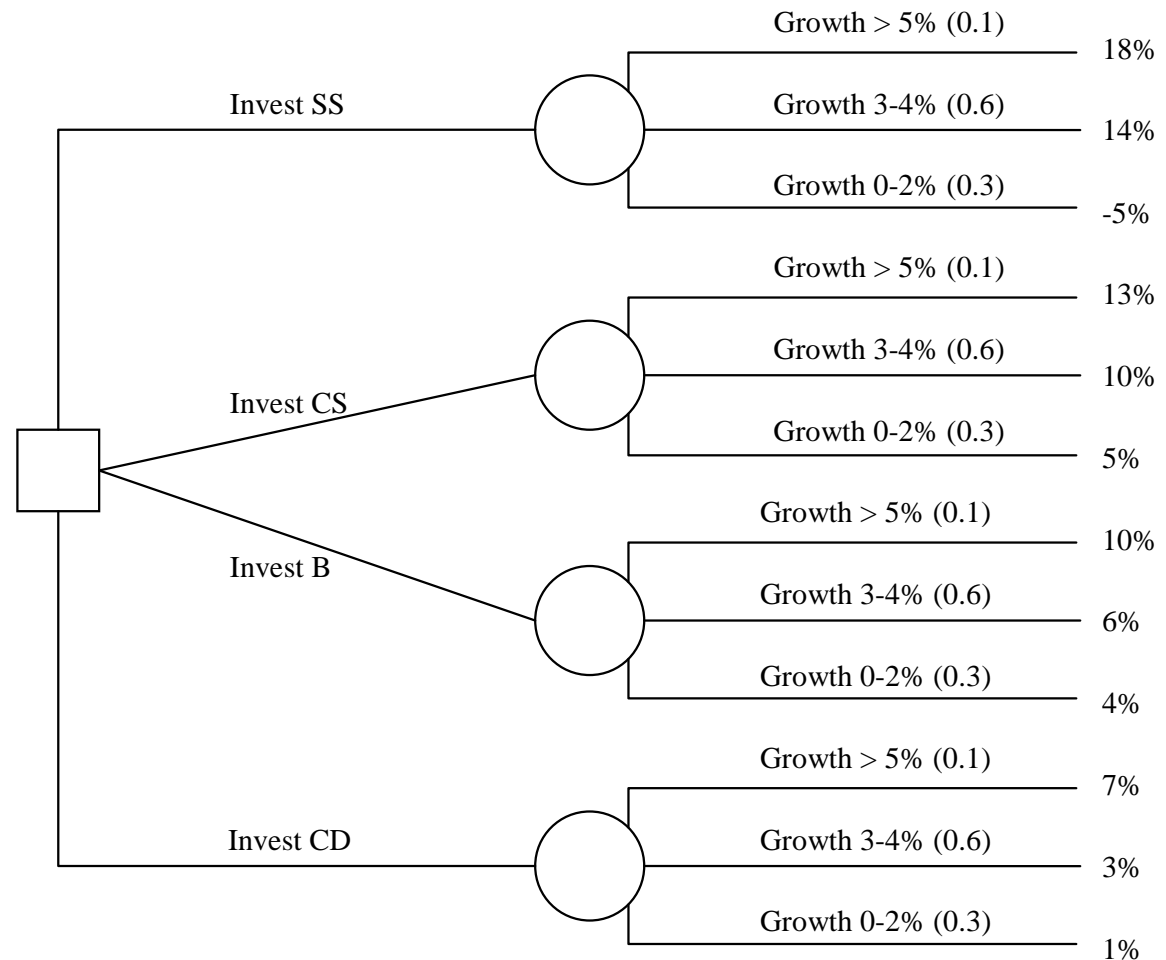 Growth > 5% (0.1)
18%
Invest SS
Growth 3-4% (0.6)
14%
Growth 0-2% (0.3)
-5%
Growth > 5% (0.1)
13%
Growth 3-4% (0.6)
10%
Invest CS
Growth 0-2% (0.3)
5%
Growth > 5% (0.1)
10%
Invest B
Growth 3-4% (0.6)
6%
Growth 0-2% (0.3)
4%
Growth > 5% (0.1)
7%
Invest CD
Growth 3-4% (0.6)
3%
Growth 0-2% (0.3)
1%